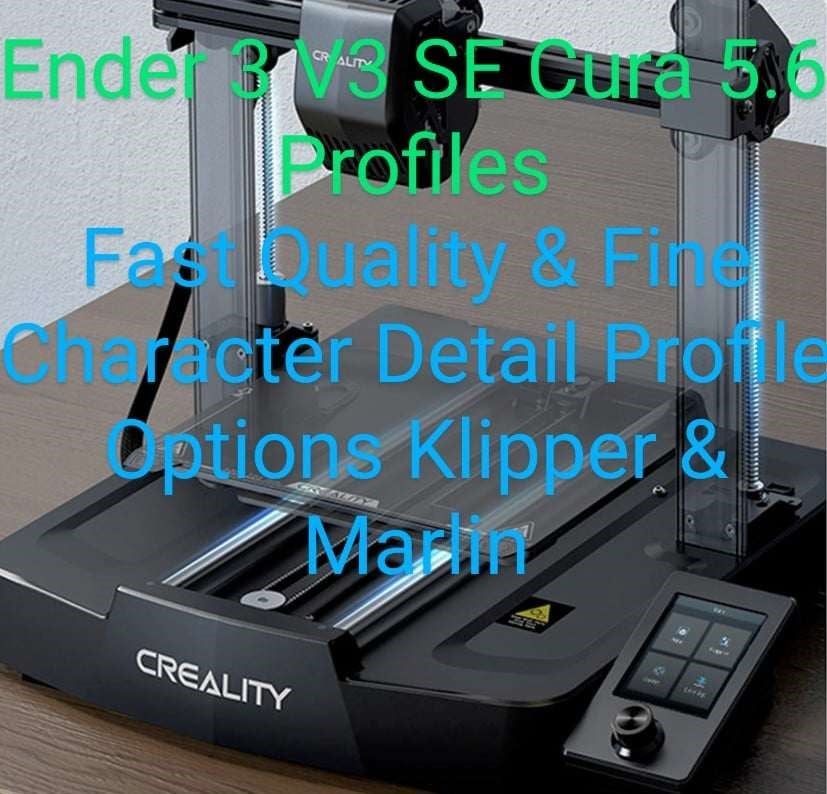 CREALITY
Ender 3 V3 SE Cura 5.6
Profiles
Fast Quality & Fine
Character Detail Profile
Options Klipper &
Marlin
CREALITY
CREALITY